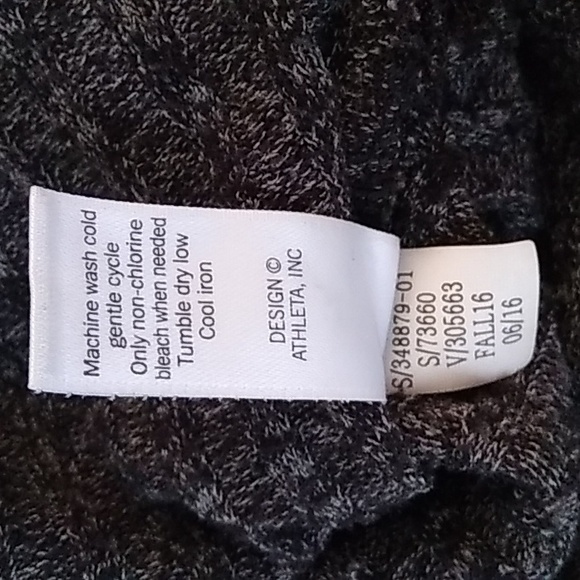 Machine wash cold
gentle cycle
Only non-chlorine
bleach when needed
Tumble dry low
Cool iron
DESIGN ©
ATHLETA, INC
S/348879-01
S/73660
V/305663
FALL16
06/16